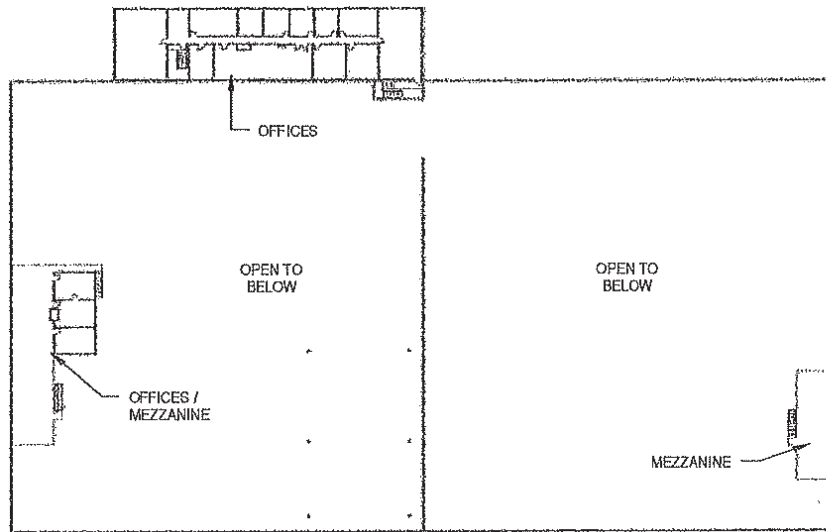 OFFICES
OPEN TO
BELOW
OPEN TO
BELOW
OFFICES /
MEZZANINE
MEZZANINE